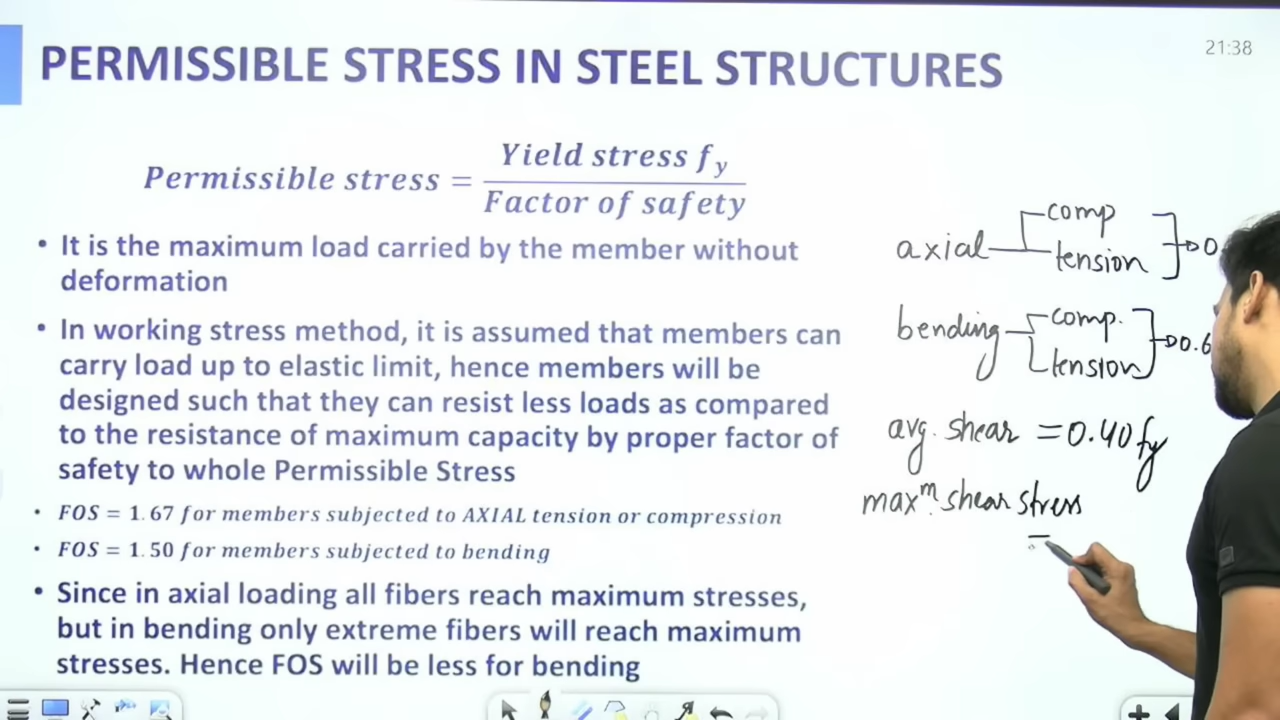 21:38
PERMISSIBLE STRESS IN STEEL STRUCTURES
Permissible stress = Yield stress f_y / Factor of safety
• It is the maximum load carried by the member without
deformation
• In working stress method, it is assumed that members can
carry load up to elastic limit, hence members will be
designed such that they can resist less loads as compared
to the resistance of maximum capacity by proper factor of
safety to whole Permissible Stress
• FOS = 1.67 for members subjected to AXIAL tension or compression
• FOS = 1.50 for members subjected to bending
• Since in axial loading all fibers reach maximum stresses,
but in bending only extreme fibers will reach maximum
stresses. Hence FOS will be less for bending
comp
axial
tension
0
comp.
bending
0.6
tension
avg. shear = 0.40fy
max^m. shear stress
=